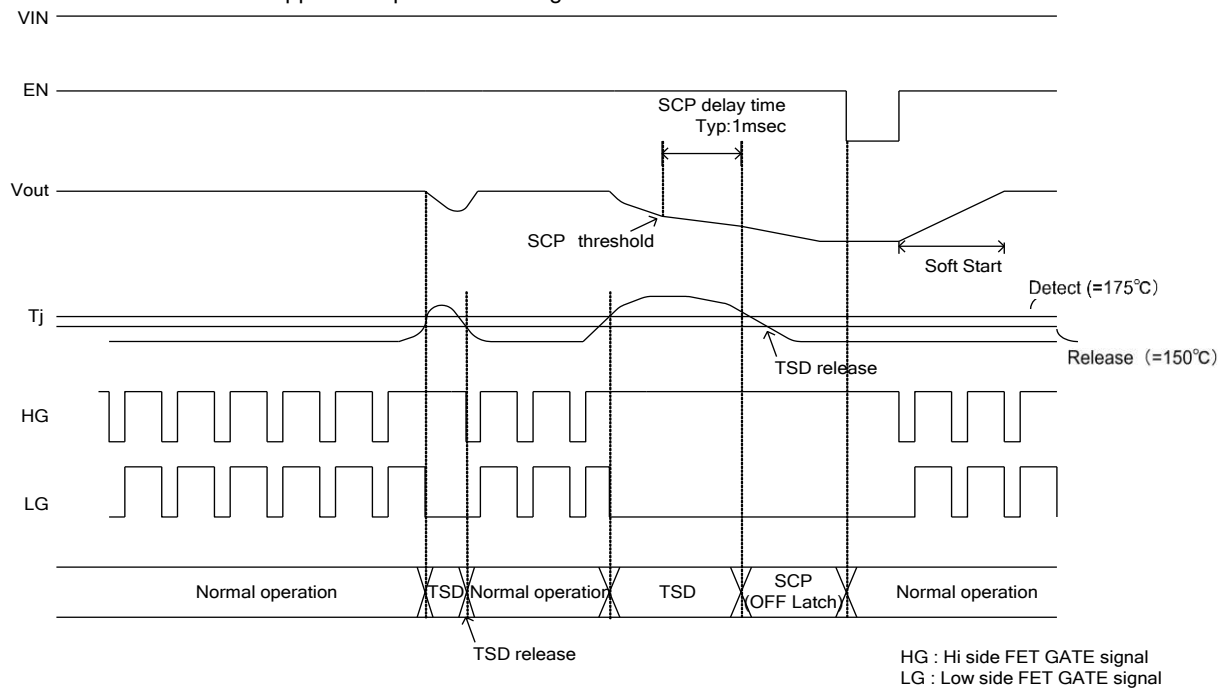 VIN
EN
SCP delay time
Typ:1msec
Vout
SCP threshold
Soft Start
Detect (=175℃)
Tj
TSD release
Release (=150℃)
HG
LG
Normal operation
TSD
Normal operation
TSD
SCP
(OFF Latch)
Normal operation
TSD release
HG : Hi side FET GATE signal
LG : Low side FET GATE signal